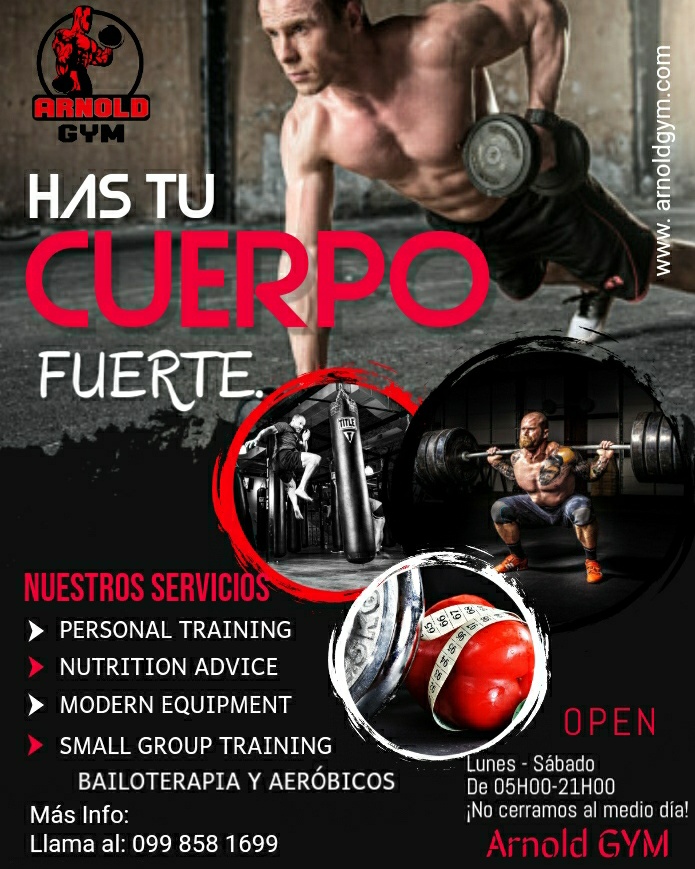 ARNOLD
GYM
www. arnoldgym.com
HAS TU
CUERPO
FUERTE.
TITLE
NUESTROS SERVICIOS
PERSONAL TRAINING
NUTRITION ADVICE
MODERN EQUIPMENT
SMALL GROUP TRAINING
BAILOTERAPIA Y AERÓBICOS
Más Info:
Llama al: 099 858 1699
OPEN
Lunes - Sábado
De 05H00-21H00
¡No cerramos al medio día!
Arnold GYM